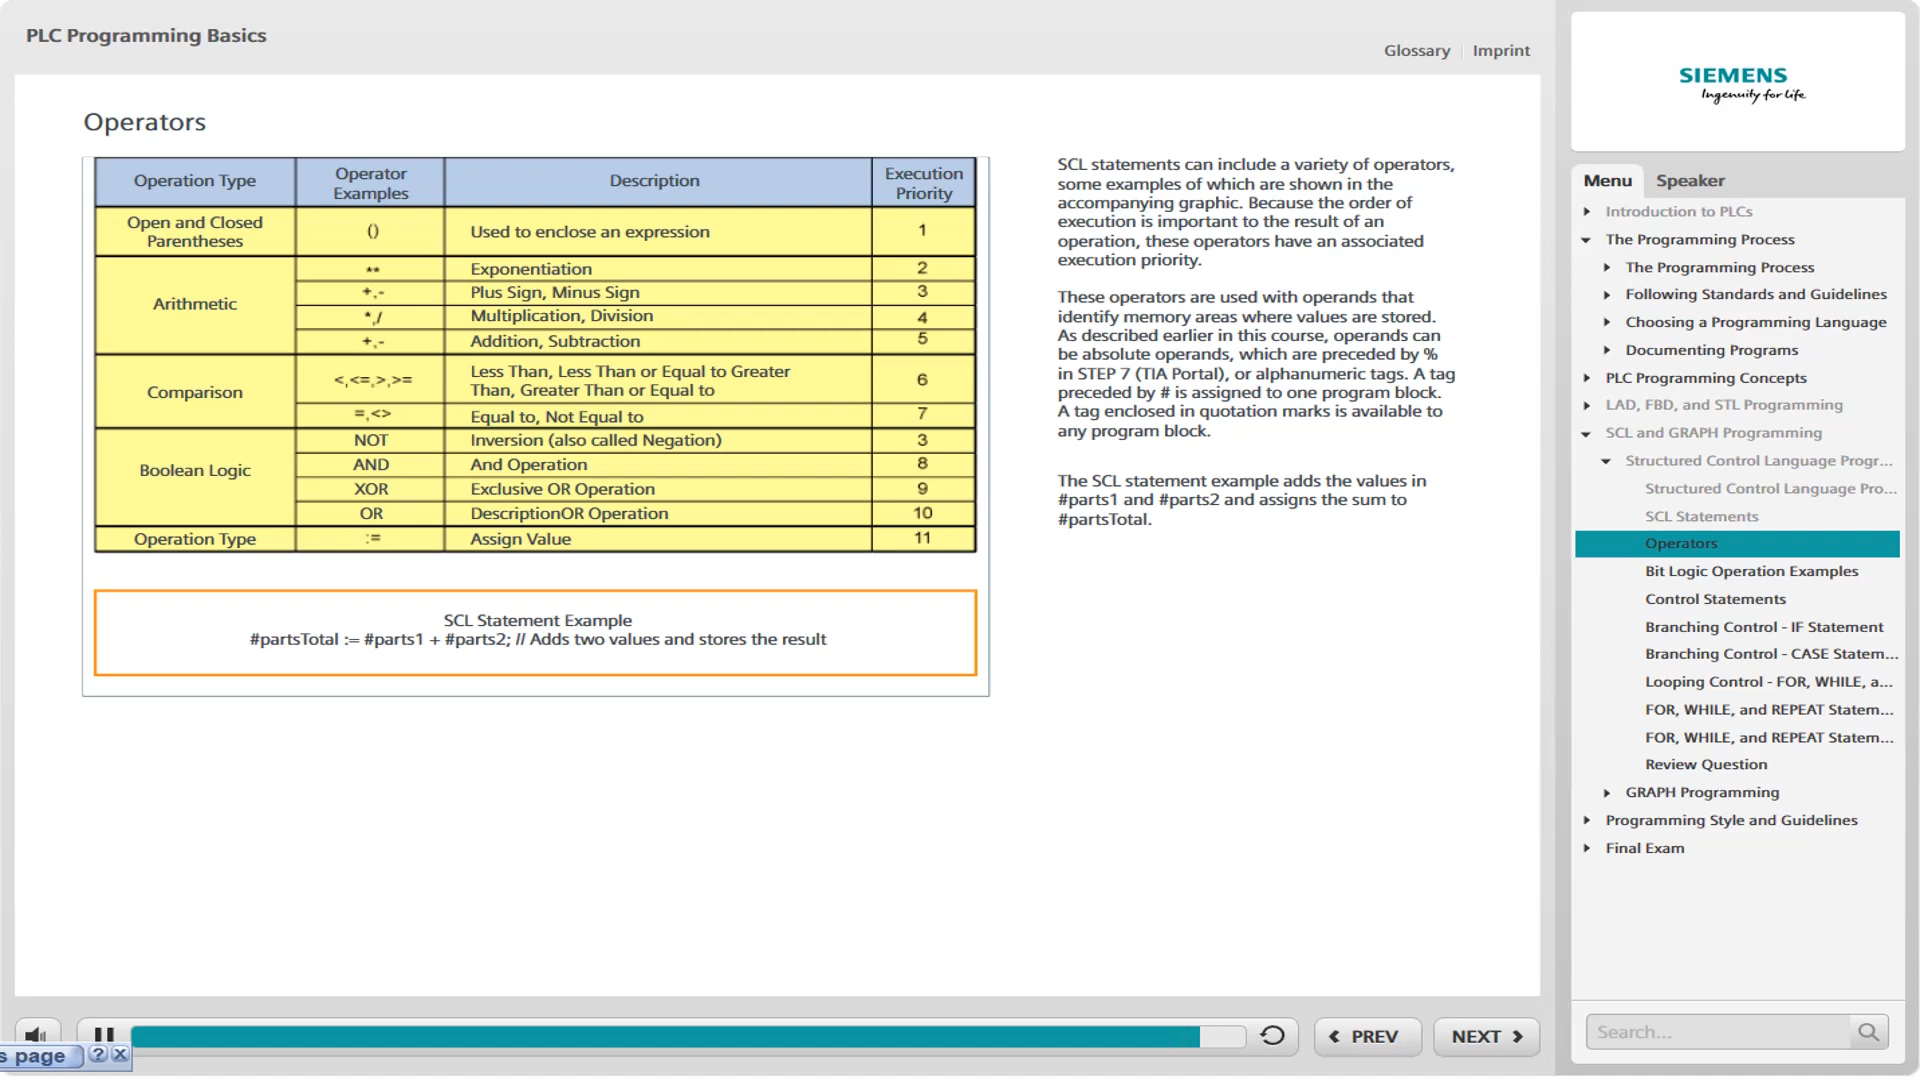 PLC Programming Basics
Glossary
Imprint
SIEMENS
Ingenuity for life
Operators
Operation Type
Operator Examples
Description
Execution Priority
Open and Closed Parentheses
()
Used to enclose an expression
1
Arithmetic
**
Exponentiation
2
+,-
Plus Sign, Minus Sign
3
*,/
Multiplication, Division
4
+,-
Addition, Subtraction
5
Comparison
<,<=,>,>=
Less Than, Less Than or Equal to Greater
Than, Greater Than or Equal to
6
=,<>
Equal to, Not Equal to
7
Boolean Logic
NOT
Inversion (also called Negation)
3
AND
And Operation
8
XOR
Exclusive OR Operation
9
OR
DescriptionOR Operation
10
Operation Type
:=
Assign Value
11
SCL Statement Example
#partsTotal := #parts1 + #parts2; // Adds two values and stores the result
SCL statements can include a variety of operators,
some examples of which are shown in the
accompanying graphic. Because the order of
execution is important to the result of an
operation, these operators have an associated
execution priority.
These operators are used with operands that
identify memory areas where values are stored.
As described earlier in this course, operands can
be absolute operands, which are preceded by %
in STEP 7 (TIA Portal), or alphanumeric tags. A tag
preceded by # is assigned to one program block.
A tag enclosed in quotation marks is available to
any program block.
The SCL statement example adds the values in
#parts1 and #parts2 and assigns the sum to
#partsTotal.
Menu
Speaker
Introduction to PLCs
The Programming Process
The Programming Process
Following Standards and Guidelines
Choosing a Programming Language
Documenting Programs
PLC Programming Concepts
LAD, FBD, and STL Programming
SCL and GRAPH Programming
Structured Control Language Progr...
Structured Control Language Pro...
SCL Statements
Operators
Bit Logic Operation Examples
Control Statements
Branching Control - IF Statement
Branching Control - CASE Statem...
Looping Control - FOR, WHILE, a...
FOR, WHILE, and REPEAT Statem...
FOR, WHILE, and REPEAT Statem...
Review Question
GRAPH Programming
Programming Style and Guidelines
Final Exam
s page
?
PREV
NEXT
Search...